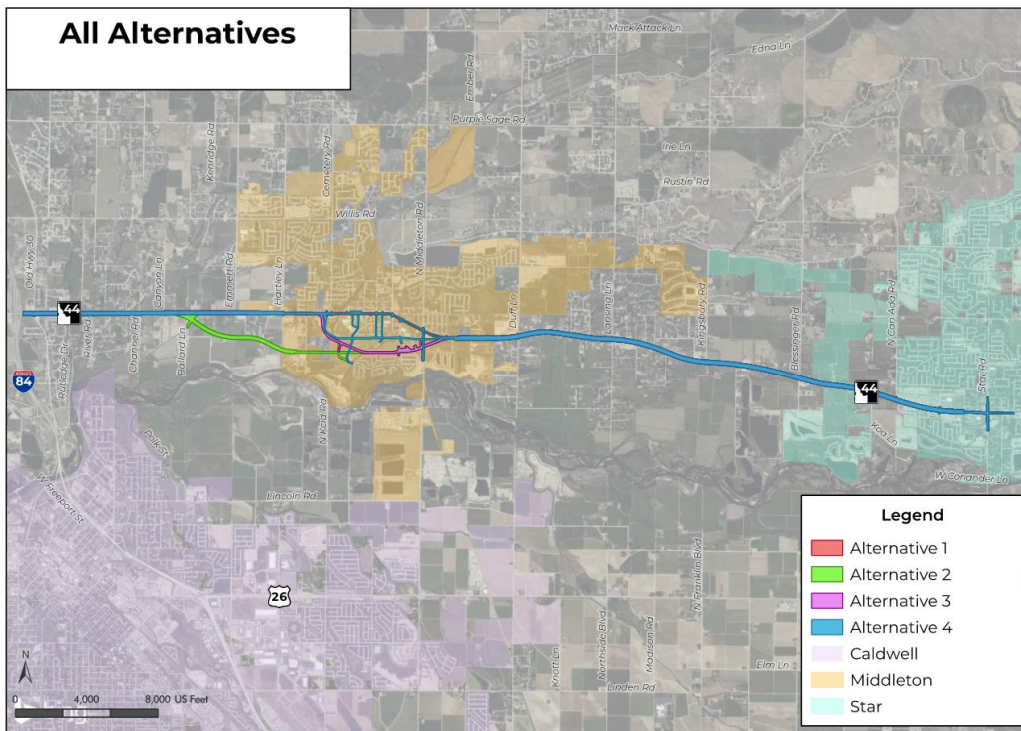 All Alternatives
Mack Attack Ln
Edna Ln
Ember Rd
Purple Sage Rd
Kenridge Rd
Cemetery Rd
Irie Ln
Rustin Rd
Willis Rd
N Middleton Rd
Old Hwy 30
Canyon Ln
Emmett Rd
Hartley Ln
Duff Ln
Lansing Ln
Kingsbury Rd
Blessinger Rd
N Can Ada Rd
Star Rd
44
River Rd
Channel Rd
Ballard Ln
Rutledge Dr
84
44
Koa Ln
W Coriander Ln
N Kcid Rd
Polk St
W Freeport St
Lincoln Rd
26
N Franklin Blvd
Knott Ln
Northside Blvd
Madison Rd
Elm Ln
Linden Rd
Legend
Alternative 1
Alternative 2
Alternative 3
Alternative 4
Caldwell
Middleton
Star
N
0 4,000 8,000 US Feet